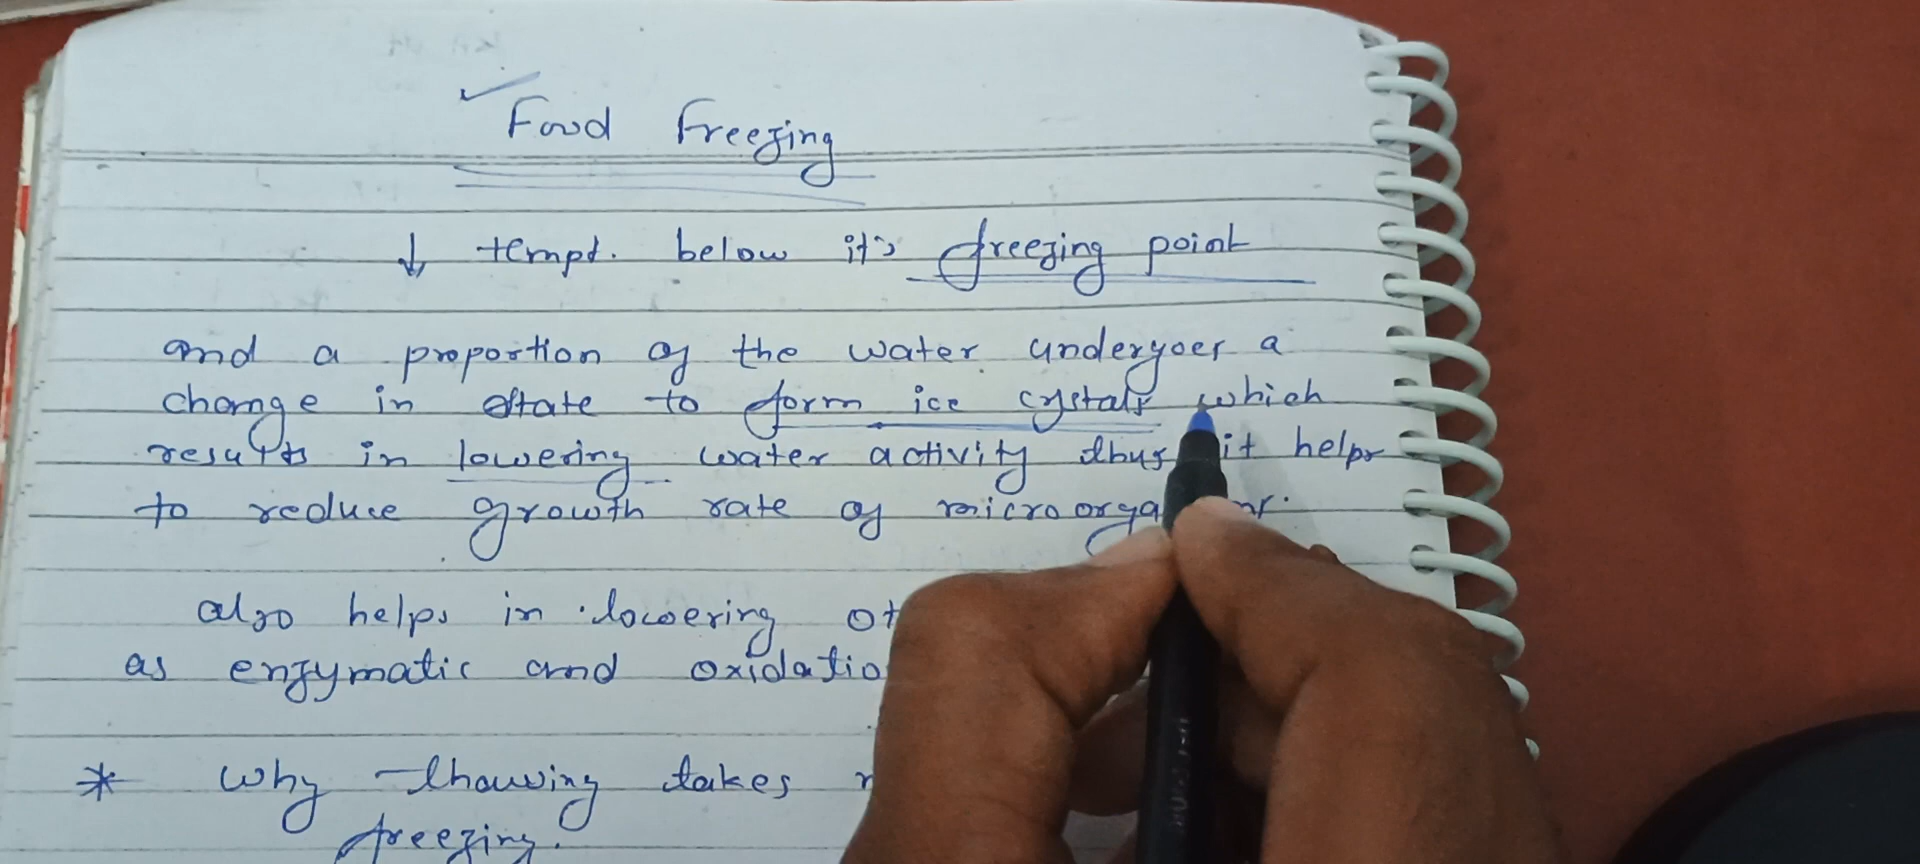 Food Freezing
↓ tempt. below it's freezing point
and a proportion of the water undergoes a
change in state to form ice cystals which
results in lowering water activity thus it helps
to reduce growth rate of
also helps in lowering
as enzymatic and
* Why thawing takes
freezing.